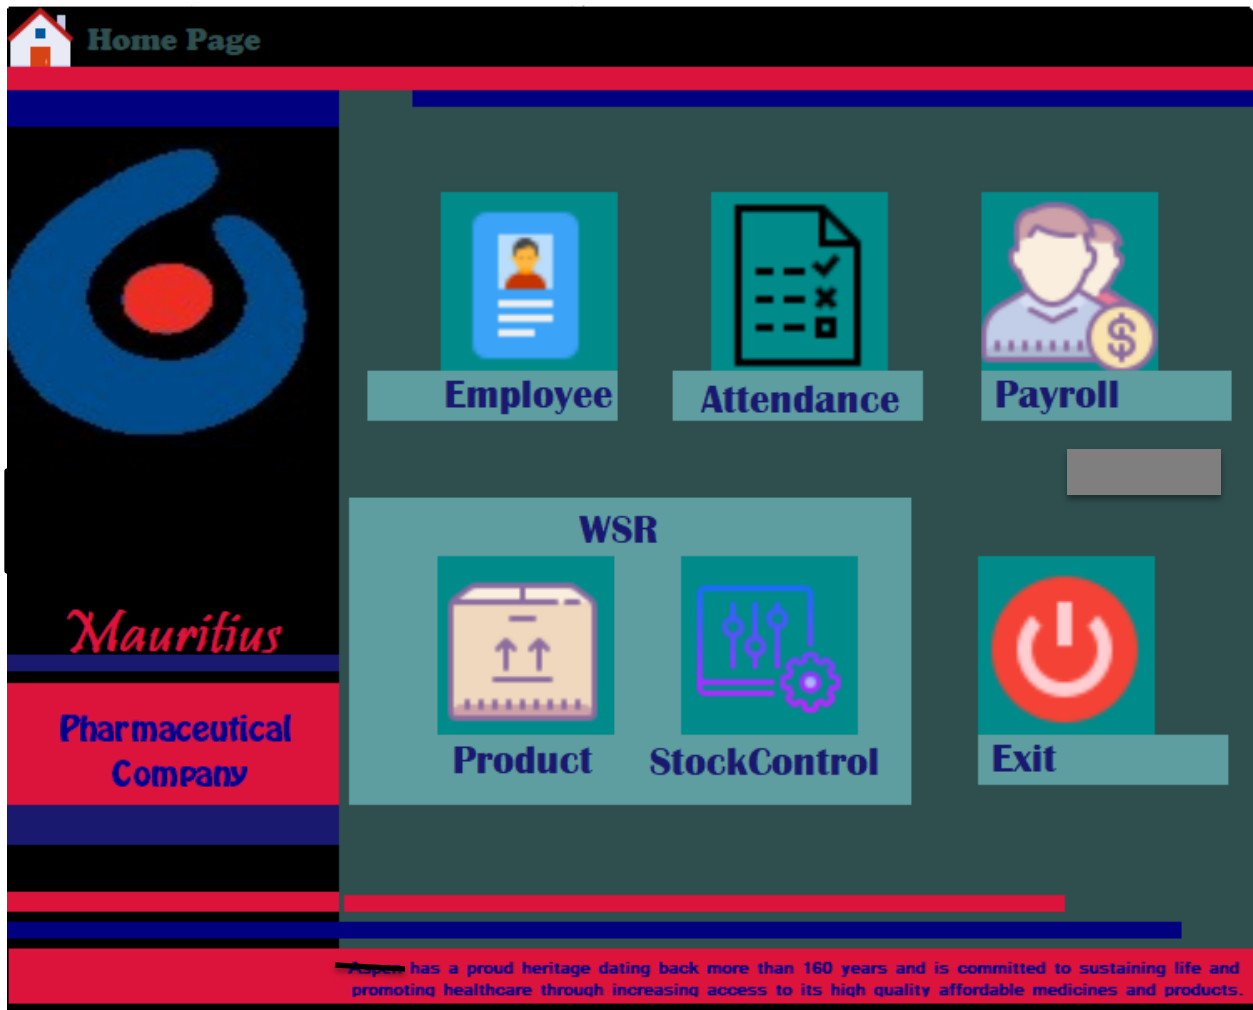 Home Page
Employee
Attendance
Payroll
WSR
Product
StockControl
Exit
Mauritius
Pharmaceutical
Company
Aspen has a proud heritage dating back more than 160 years and is committed to sustaining life and
promoting healthcare through increasing access to its high quality affordable medicines and products.